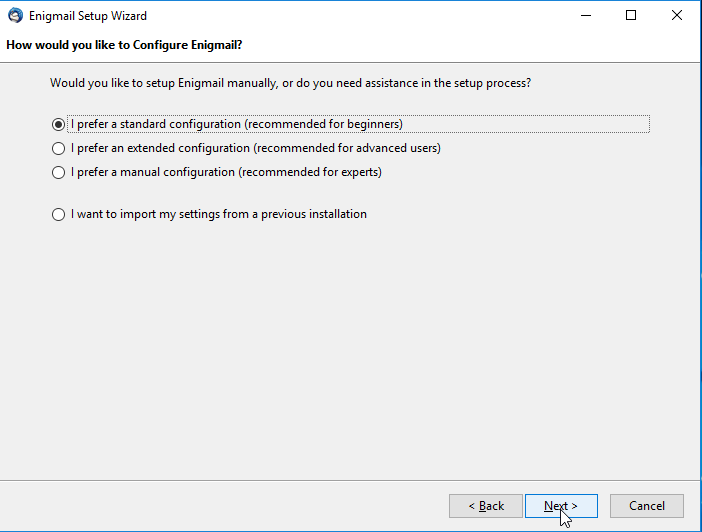 Enigmail Setup Wizard
How would you like to Configure Enigmail?
Would you like to setup Enigmail manually, or do you need assistance in the setup process?
I prefer a standard configuration (recommended for beginners)
I prefer an extended configuration (recommended for advanced users)
I prefer a manual configuration (recommended for experts)
I want to import my settings from a previous installation
< Back
Next >
Cancel